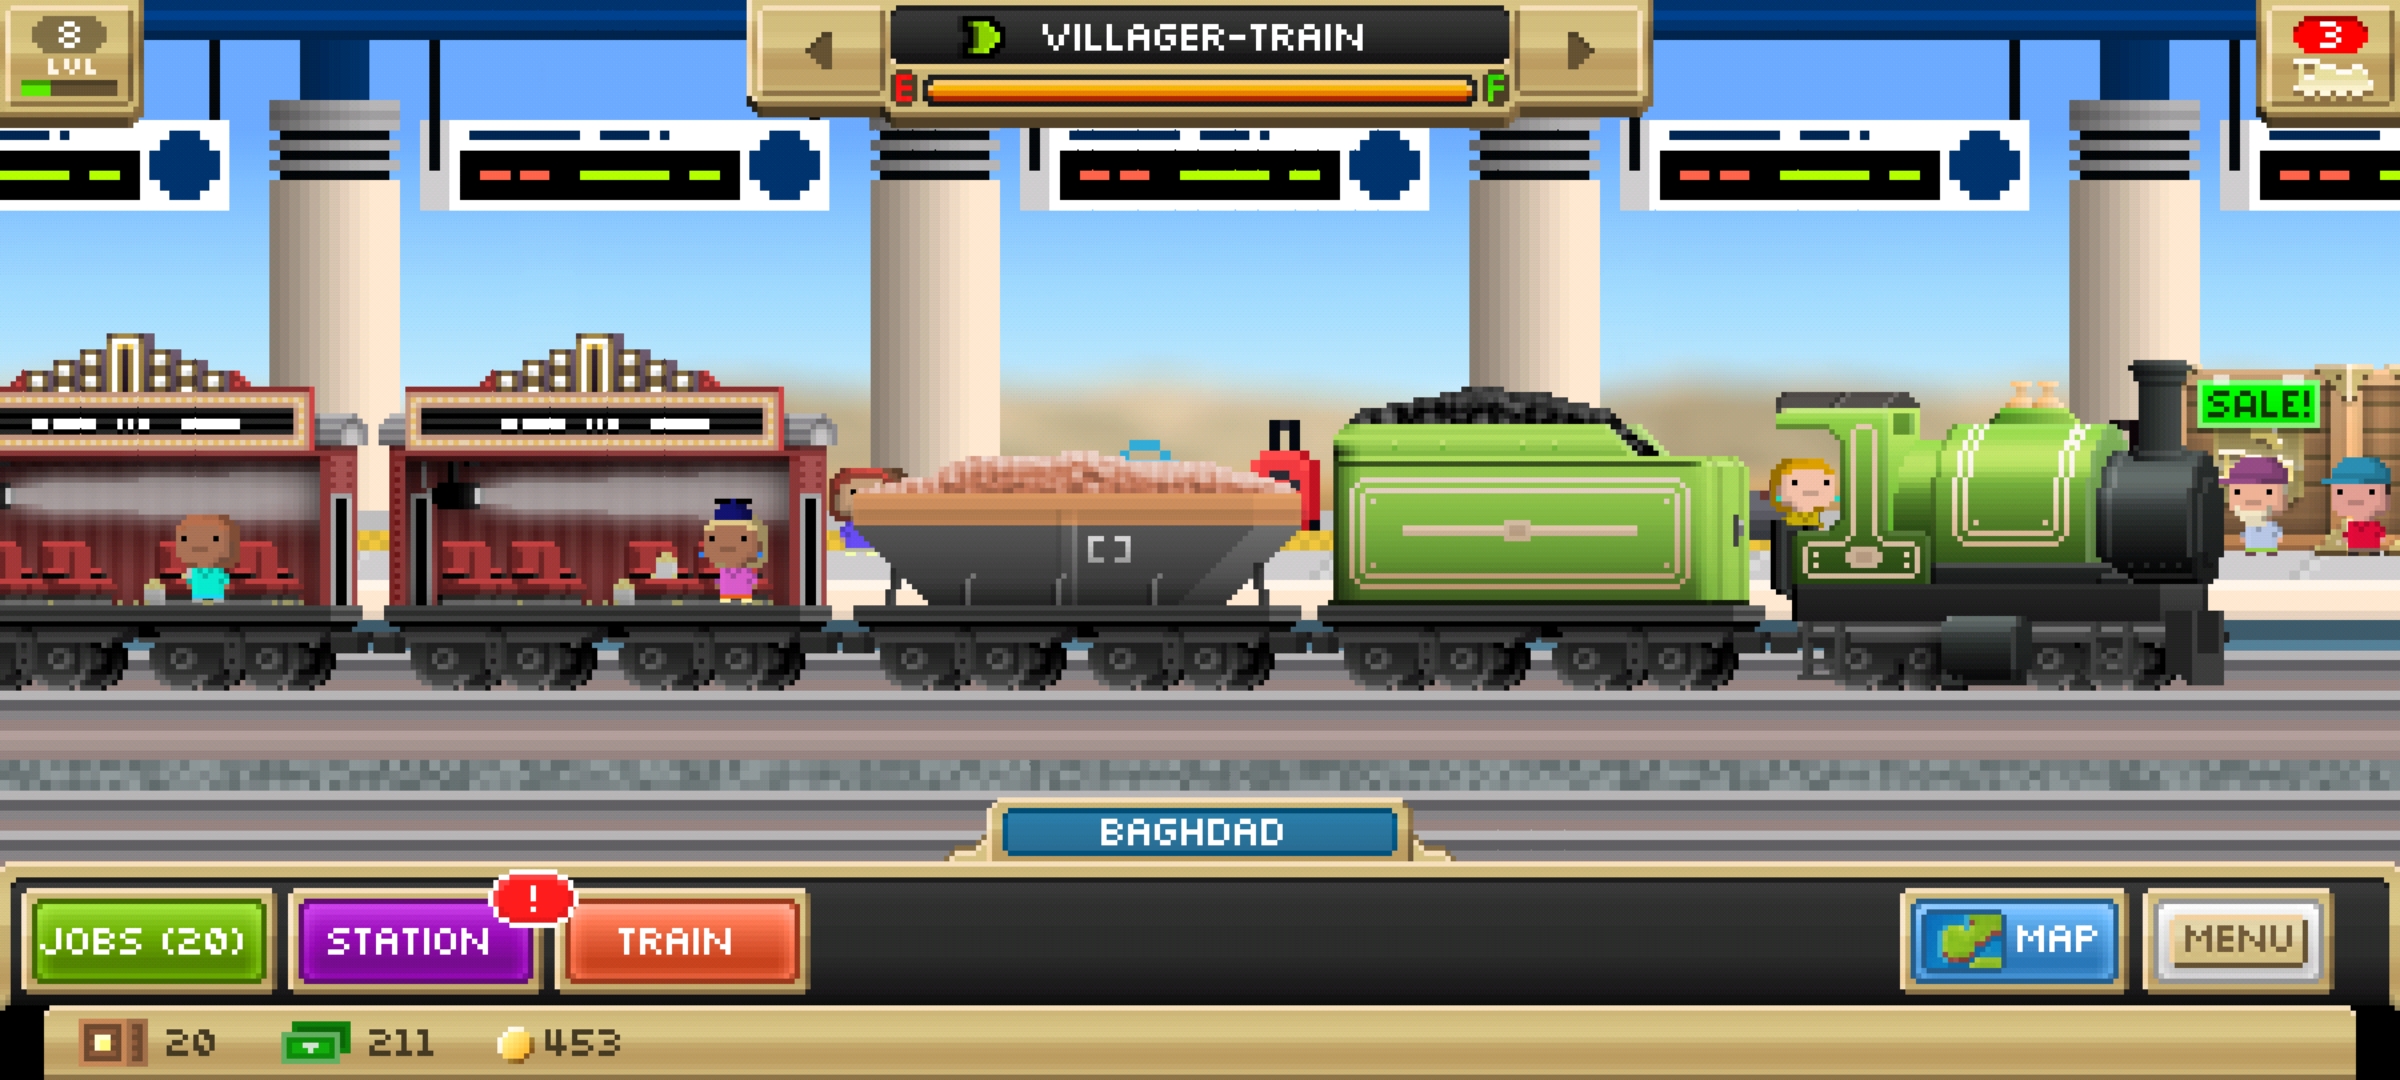 8
LVL
VILLAGER-TRAIN
E F
3
SALE!
BAGHDAD
JOBS (20)
STATION
!
TRAIN
MAP
MENU
20
211
453